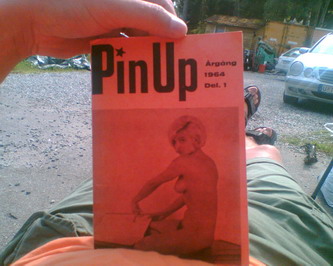 PinUp
Årgång
1964
Del. 1